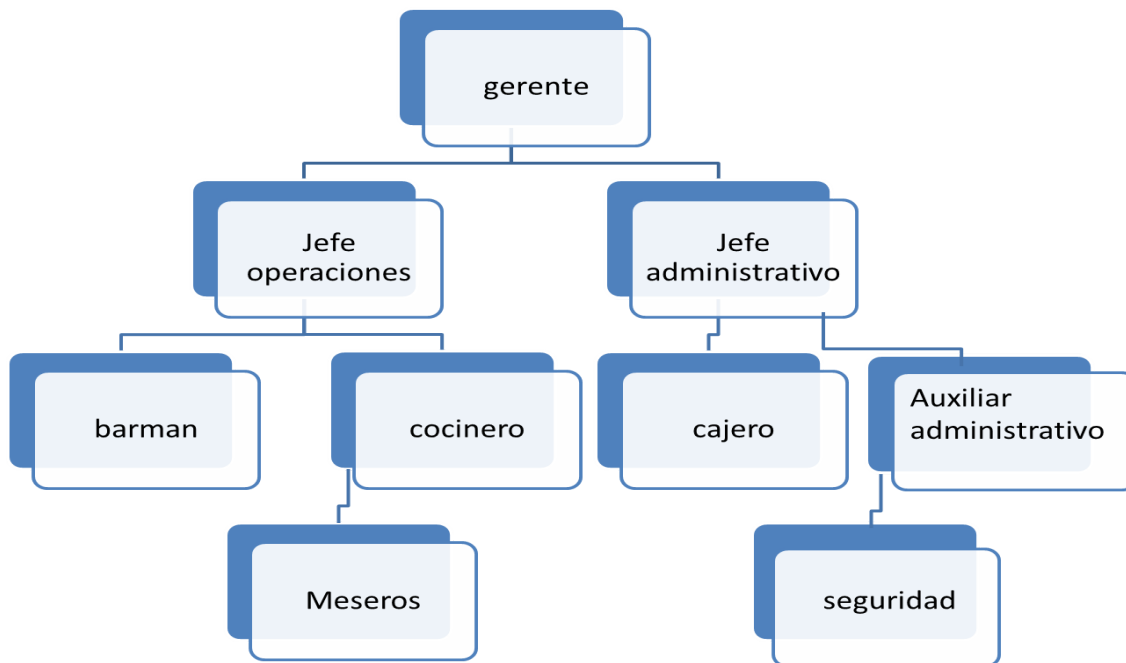 gerente
Jefe
operaciones
Jefe
administrativo
barman
cocinero
cajero
Auxiliar
administrativo
Meseros
seguridad